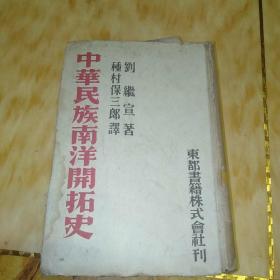 劉繼宣著
種村保三郎譯
中華民族南洋開拓史
東都書籍株式會社刊